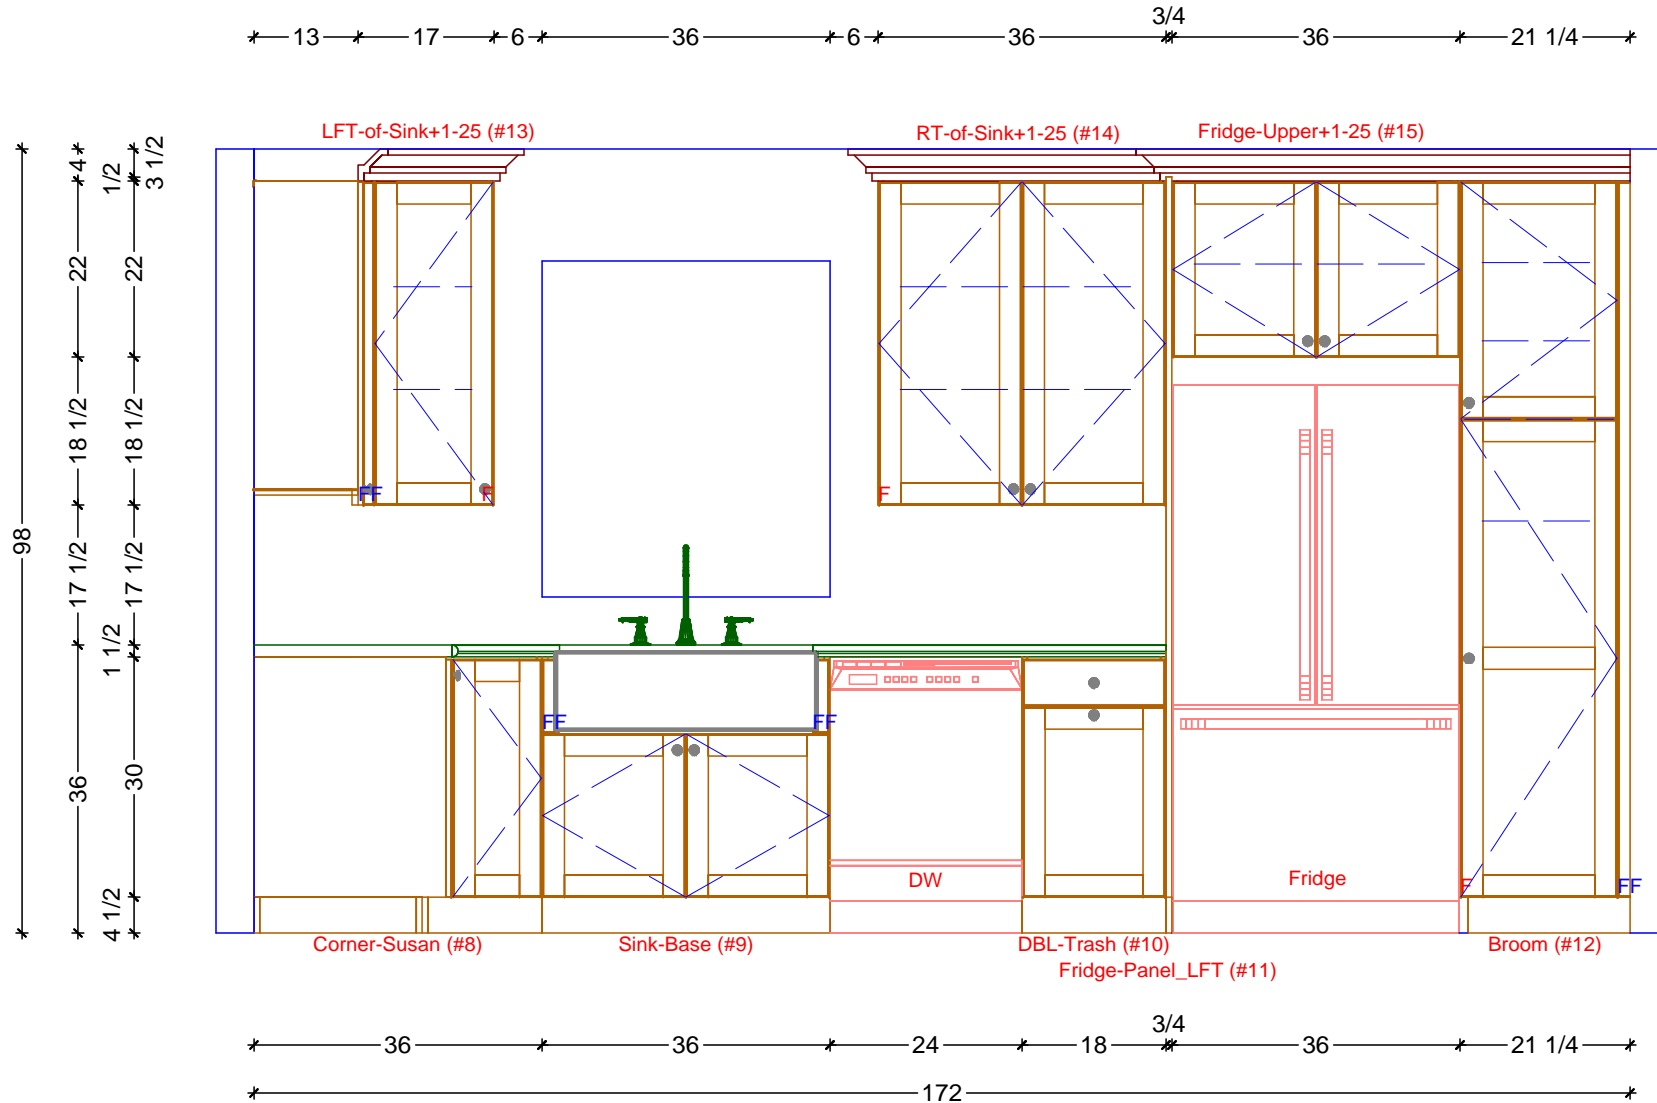 3/4
13 17 6 36 6 36 36 21 1/4
LFT-of-Sink+1-25 (#13) RT-of-Sink+1-25 (#14) Fridge-Upper+1-25 (#15)
98
4 22 18 1/2 17 1/2 36
1/2 1 1/2 4 1/2
3 1/2 22 18 1/2 17 1/2 30
FF F F
FF FF
DW Fridge F FF
Corner-Susan (#8) Sink-Base (#9) DBL-Trash (#10) Broom (#12)
Fridge-Panel_LFT (#11)
3/4
36 36 24 18 36 21 1/4
172